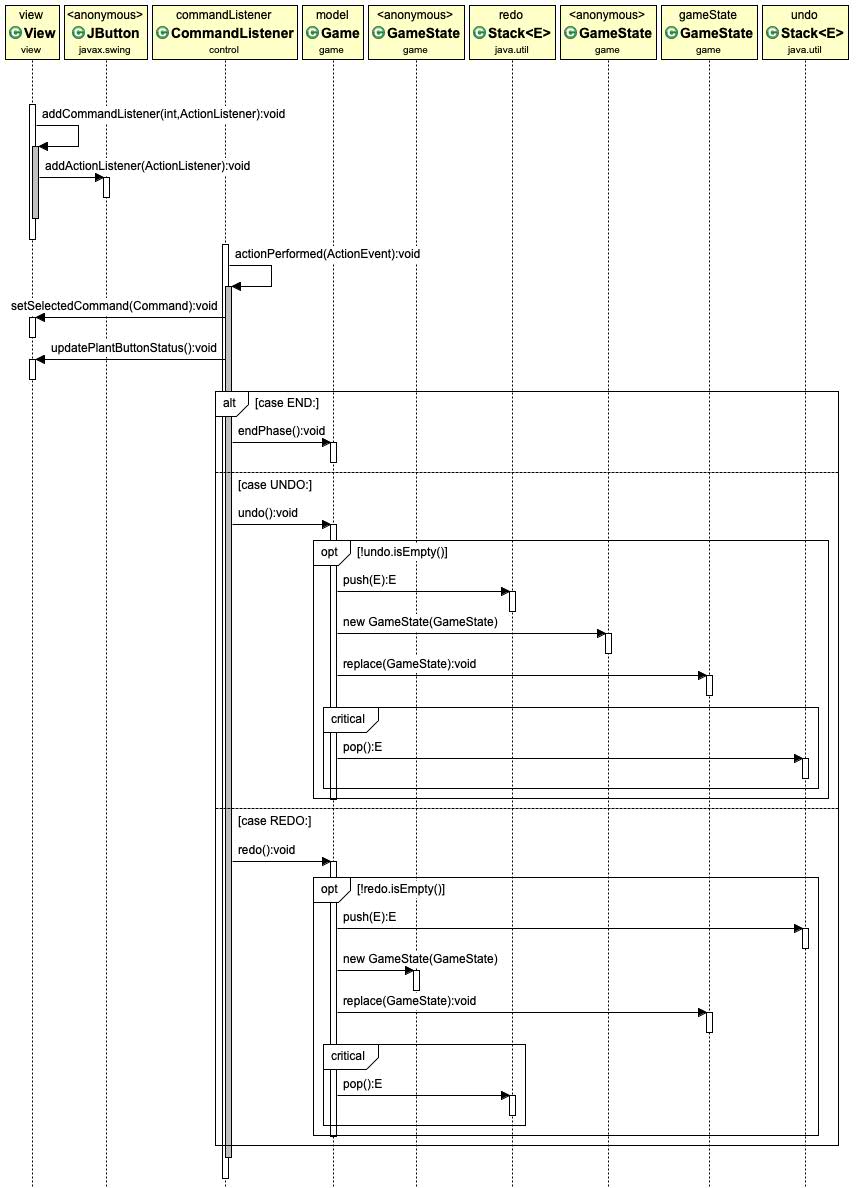 view <anonymous> commandListener model <anonymous> redo <anonymous> gameState undo
C View C JButton C CommandListener C Game C GameState C Stack<E> C GameState C GameState C Stack<E>
view javax.swing control game game java.util game game java.util
addCommandListener(int,ActionListener):void
addActionListener(ActionListener):void
actionPerformed(ActionEvent):void
setSelectedCommand(Command):void
updatePlantButtonStatus():void
alt [case END:]
endPhase():void
[case UNDO:]
undo():void
opt [!undo.isEmpty()]
push(E):E
new GameState(GameState)
replace(GameState):void
critical
pop():E
[case REDO:]
redo():void
opt [!redo.isEmpty()]
push(E):E
new GameState(GameState)
replace(GameState):void
critical
pop():E